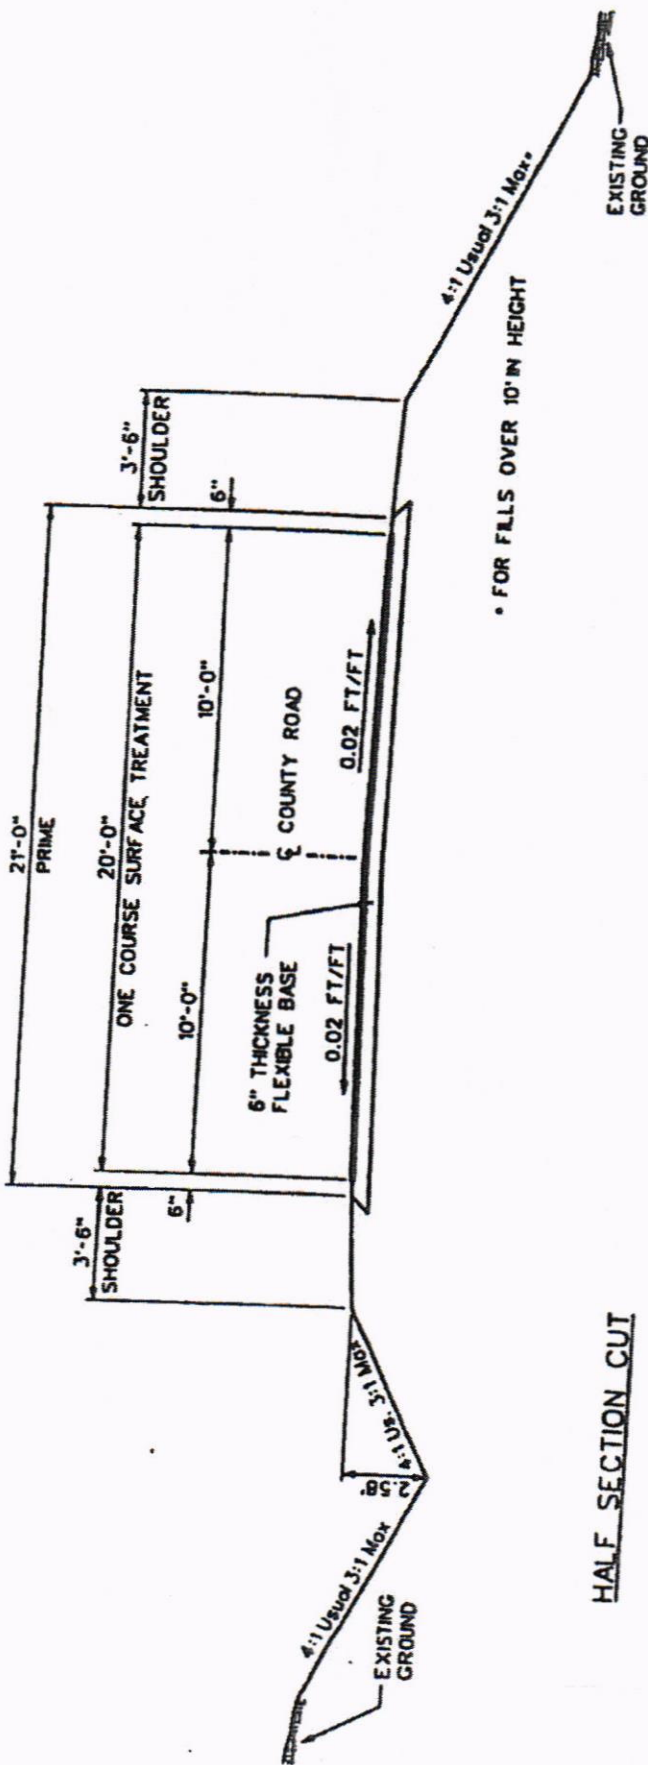 21'-0"
PRIME
20'-0"
ONE COURSE SURFACE TREATMENT
3'-6"
SHOULDER
6"
10'-0"
10'-0"
6"
3'-6"
SHOULDER
℄ COUNTY ROAD
6" THICKNESS
FLEXIBLE BASE
0.02 FT/FT
0.02 FT/FT
4:1 Usual 3:1 Max
2.58'
4:1 Us. 3:1 Max
4:1 Usual 3:1 Max*
EXISTING
GROUND
EXISTING
GROUND
* FOR FILLS OVER 10' IN HEIGHT
HALF SECTION CUT